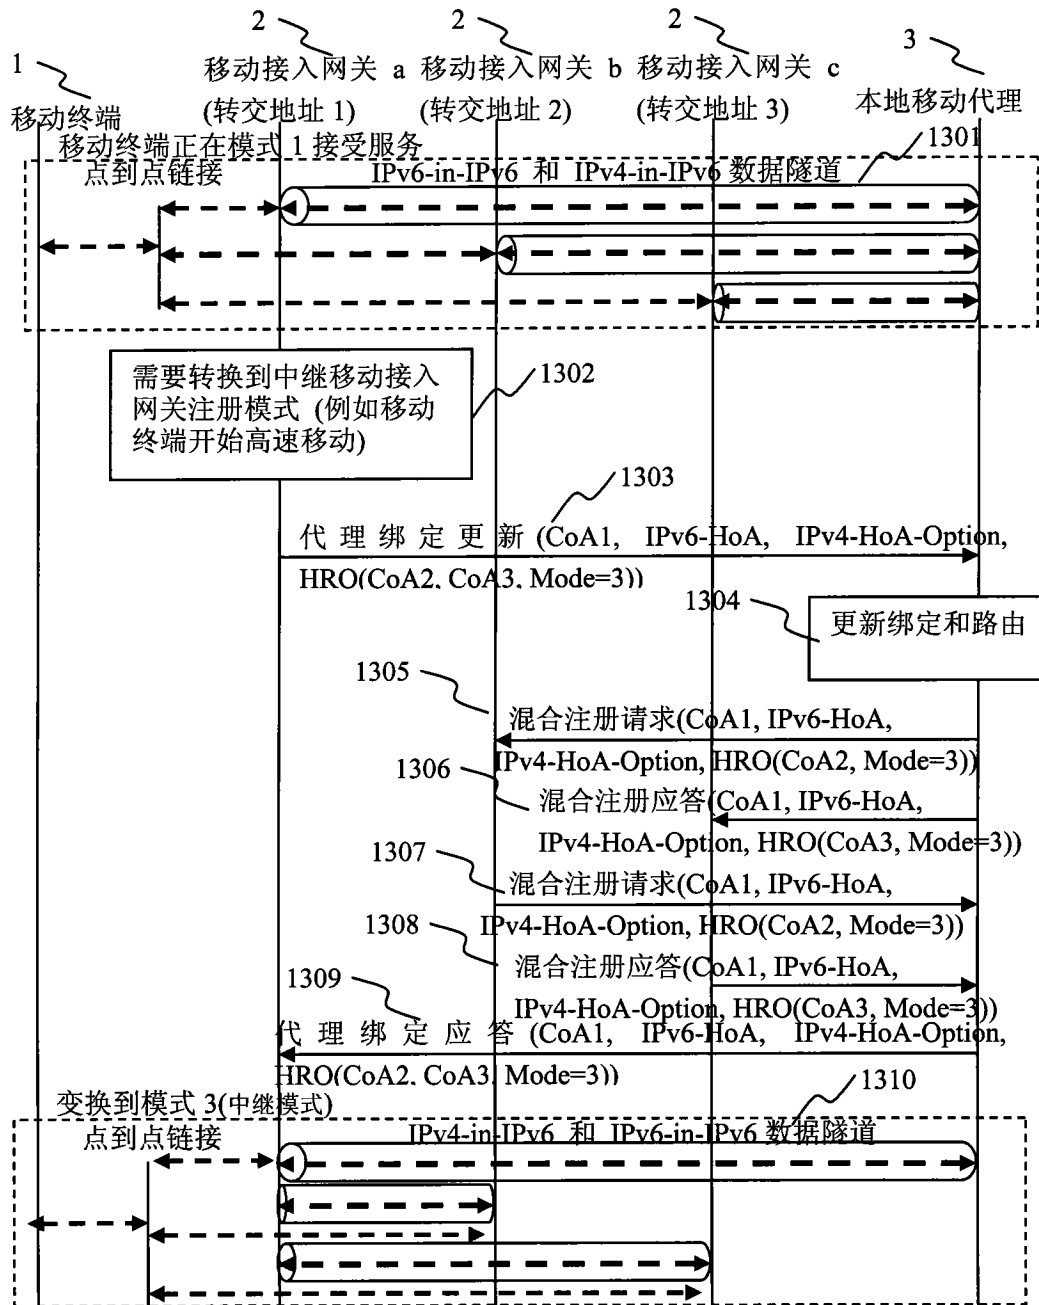 2
2
2
3
1
移动接入网关 a 移动接入网关 b 移动接入网关 c
移动终端
(转交地址 1)
(转交地址 2)
(转交地址 3)
本地移动代理
移动终端正在模式 1 接受服务
1301
点到点链接
IPv6-in-IPv6 和 IPv4-in-IPv6 数据隧道
需要转换到中继移动接入
网关注册模式 (例如移动
终端开始高速移动)
1302
1303
代理绑定更新 (CoA1, IPv6-HoA, IPv4-HoA-Option,
HRO(CoA2, CoA3, Mode=3))
1304
更新绑定和路由
1305
混合注册请求(CoA1, IPv6-HoA,
IPv4-HoA-Option, HRO(CoA2, Mode=3))
1306
混合注册应答(CoA1, IPv6-HoA,
IPv4-HoA-Option, HRO(CoA3, Mode=3))
1307
混合注册请求(CoA1, IPv6-HoA,
IPv4-HoA-Option, HRO(CoA2, Mode=3))
1308
混合注册应答(CoA1, IPv6-HoA,
IPv4-HoA-Option, HRO(CoA3, Mode=3))
1309
代理绑定应答 (CoA1, IPv6-HoA, IPv4-HoA-Option,
HRO(CoA2, CoA3, Mode=3))
1310
变换到模式 3(中继模式)
点到点链接
IPv4-in-IPv6 和 IPv6-in-IPv6 数据隧道